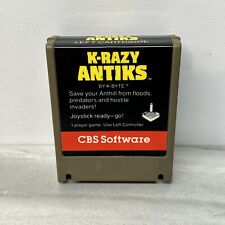 LEFT CARTRIDGE
K-RAZY
ANTIKS
BY K-BYTE™
Save your Anthill from floods,
predators and hostile
invaders!
Joystick ready–go!
1 player game. Use Left Controller
CBS Software